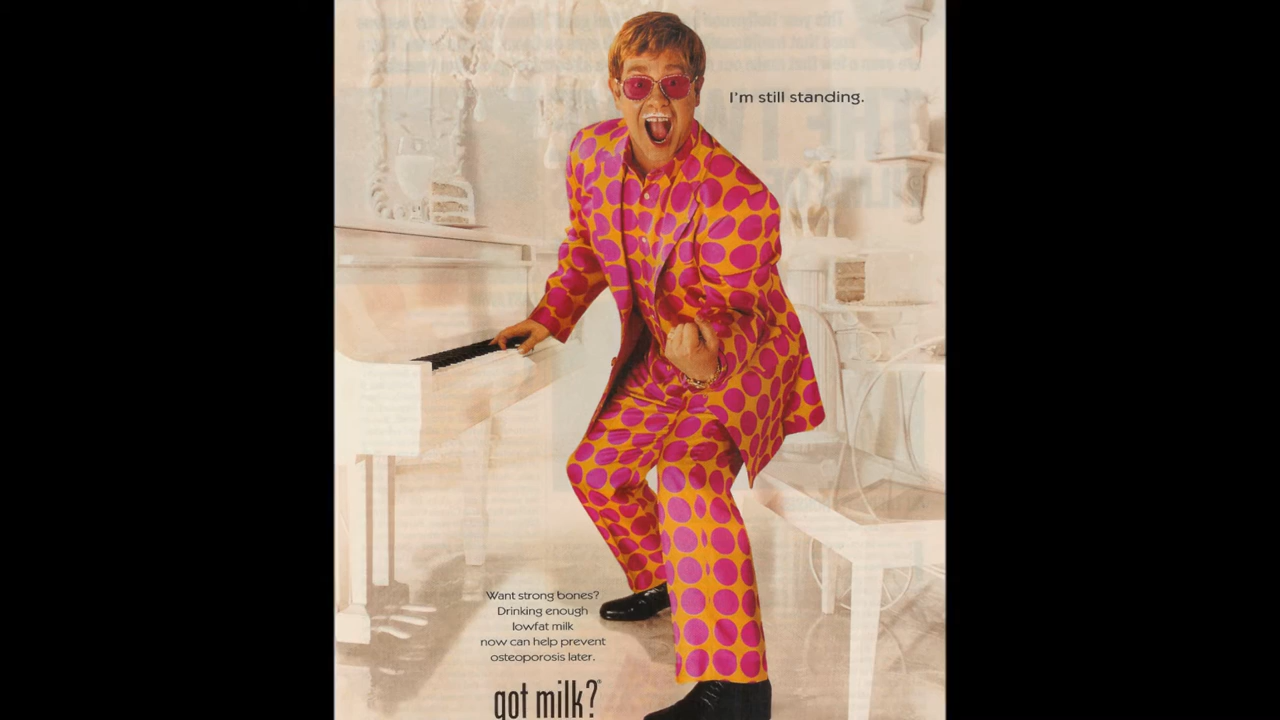 I'm still standing.
Want strong bones?
Drinking enough
lowfat milk
now can help prevent
osteoporosis later.
got milk?®